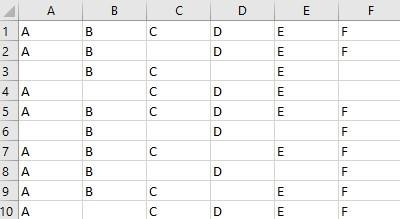 A B C D E F
1 A B C D E F
2 A B D E F
3 B C E
4 A C D E
5 A B C D E F
6 B D F
7 A B C E F
8 A B D F
9 A B C E F
10 A C D E F